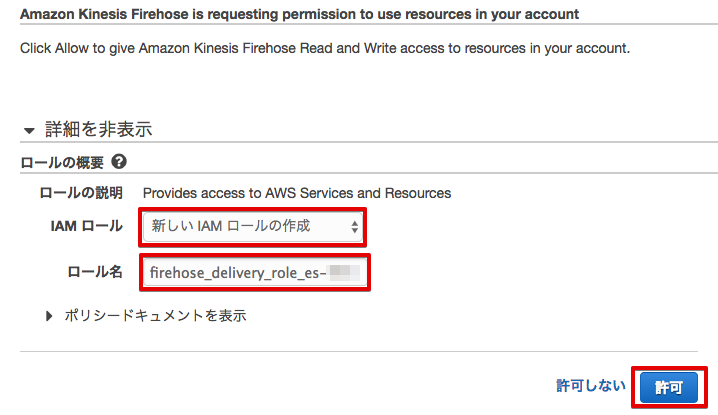 Amazon Kinesis Firehose is requesting permission to use resources in your account
Click Allow to give Amazon Kinesis Firehose Read and Write access to resources in your account.
詳細を非表示
ロールの概要 ?
ロールの説明 Provides access to AWS Services and Resources
IAM ロール 新しい IAM ロールの作成
ロール名 firehose_delivery_role_es-
ポリシードキュメントを表示
許可しない 許可